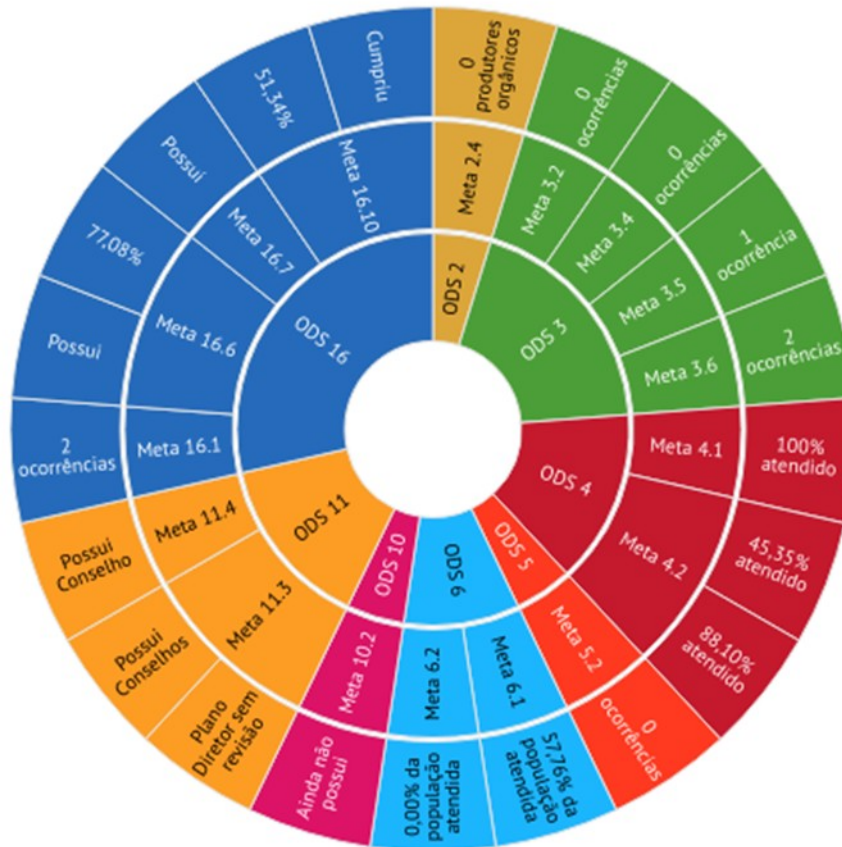 ODS 2
Meta 2.4
0
produtores
orgânicos
ODS 3
Meta 3.2
0
ocorrências
Meta 3.4
0
ocorrências
Meta 3.5
1
ocorrência
Meta 3.6
2
ocorrências
ODS 4
Meta 4.1
100%
atendido
Meta 4.2
45,35%
atendido
88,10%
atendido
ODS 5
Meta 5.2
0
ocorrências
ODS 6
Meta 6.1
57,76% da
população
atendida
Meta 6.2
0,00% da
população
atendida
ODS 10
Meta 10.2
Ainda não
possui
ODS 11
Meta 11.3
Plano
Diretor sem
revisão
Possui
Conselhos
Meta 11.4
Possui
Conselho
ODS 16
Meta 16.1
2
ocorrências
Meta 16.6
Possui
77,08%
Meta 16.7
Possui
Meta 16.10
51,34%
Cumpriu